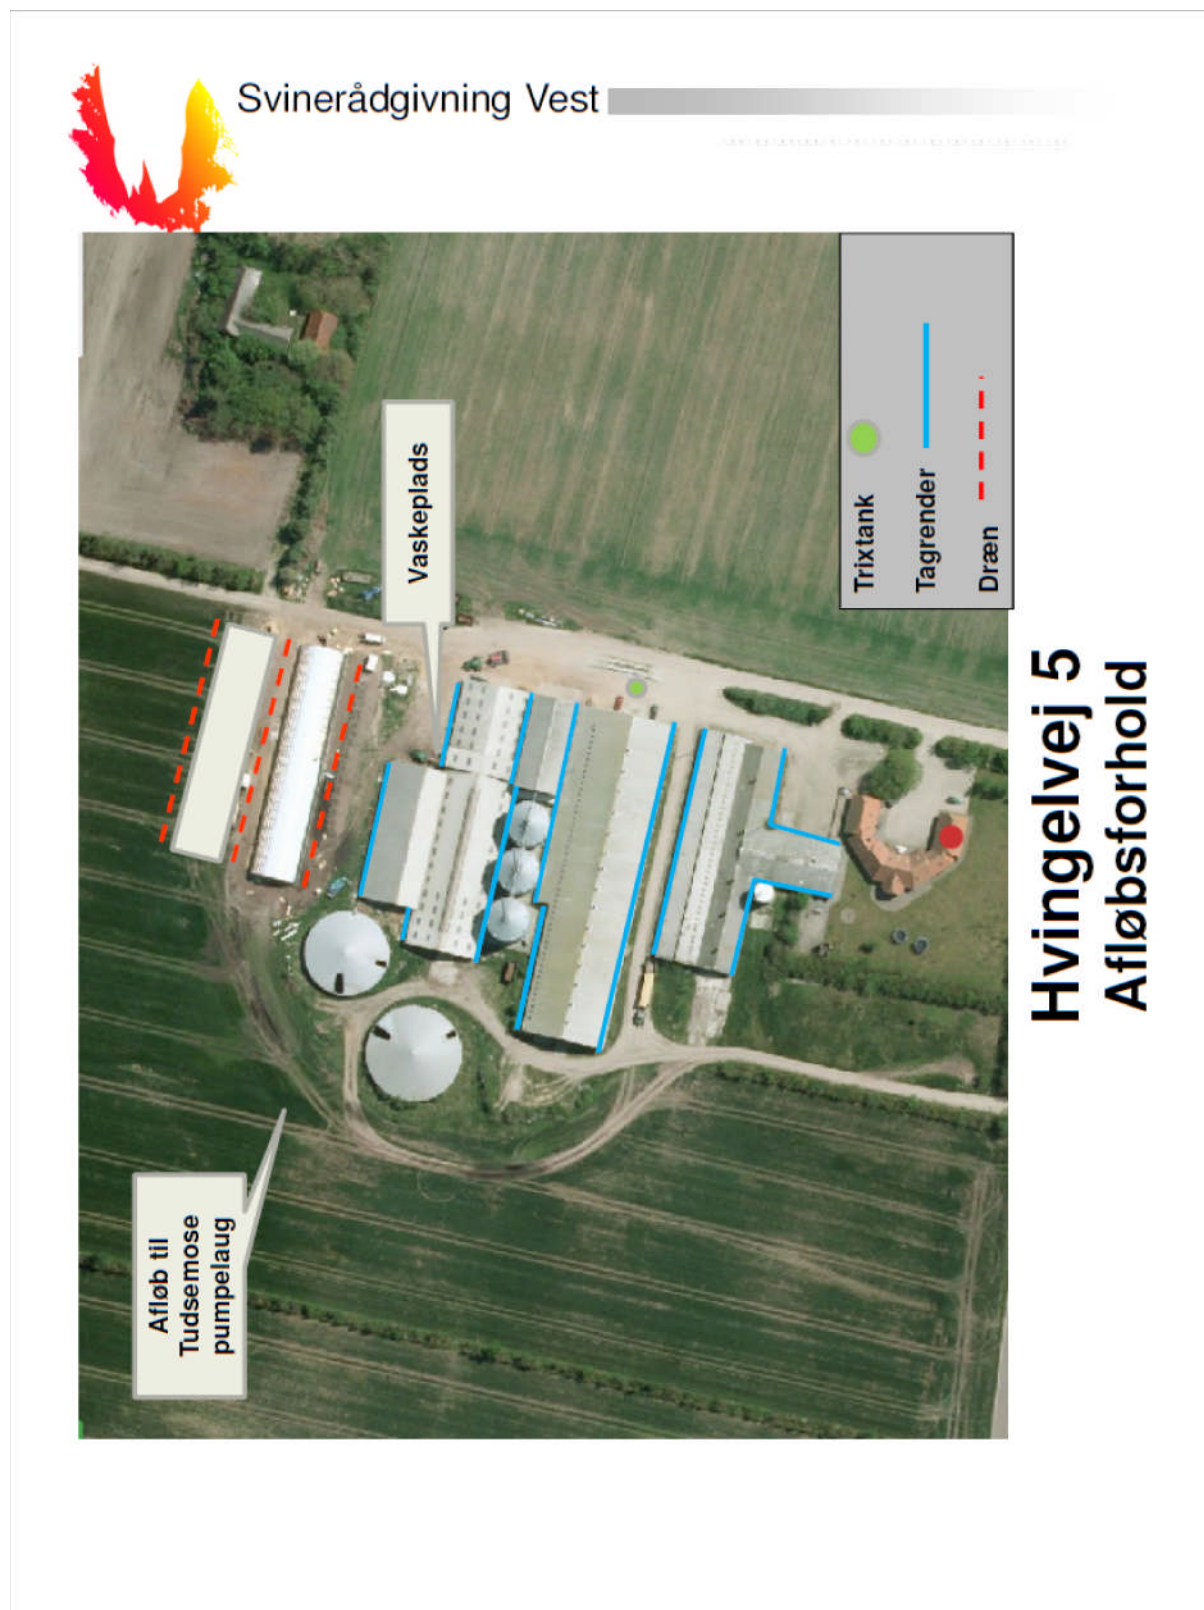 Svinerådgivning Vest
Hvingelvej 5
Afløbsforhold
Afløb til
Tudsemose
pumpelaug
Vaskeplads
Trixtank
Tagrender
Dræn